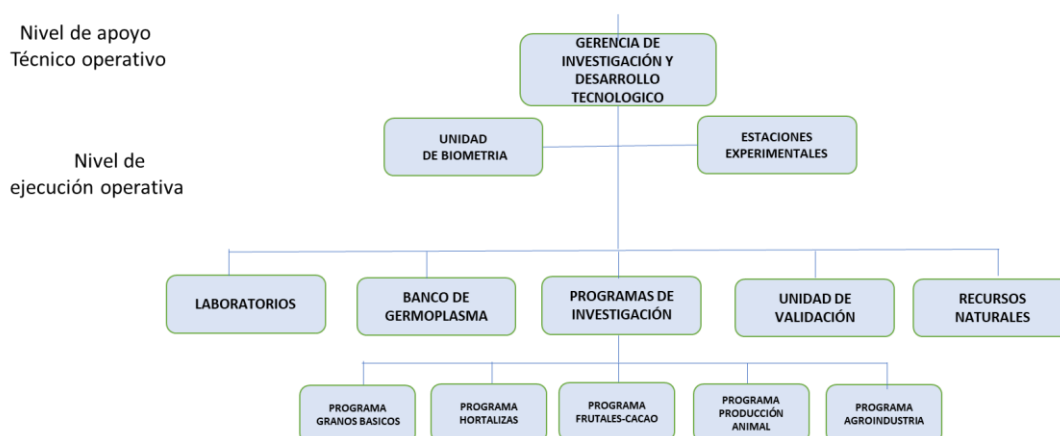 Nivel de apoyo
Técnico operativo
GERENCIA DE
INVESTIGACIÓN Y
DESARROLLO
TECNOLOGICO
UNIDAD
DE BIOMETRIA
ESTACIONES
EXPERIMENTALES
Nivel de
ejecución operativa
LABORATORIOS
BANCO DE
GERMOPLASMA
PROGRAMAS DE
INVESTIGACIÓN
UNIDAD DE
VALIDACIÓN
RECURSOS
NATURALES
PROGRAMA
GRANOS BASICOS
PROGRAMA
HORTALIZAS
PROGRAMA
FRUTALES-CACAO
PROGRAMA
PRODUCCIÓN
ANIMAL
PROGRAMA
AGROINDUSTRIA